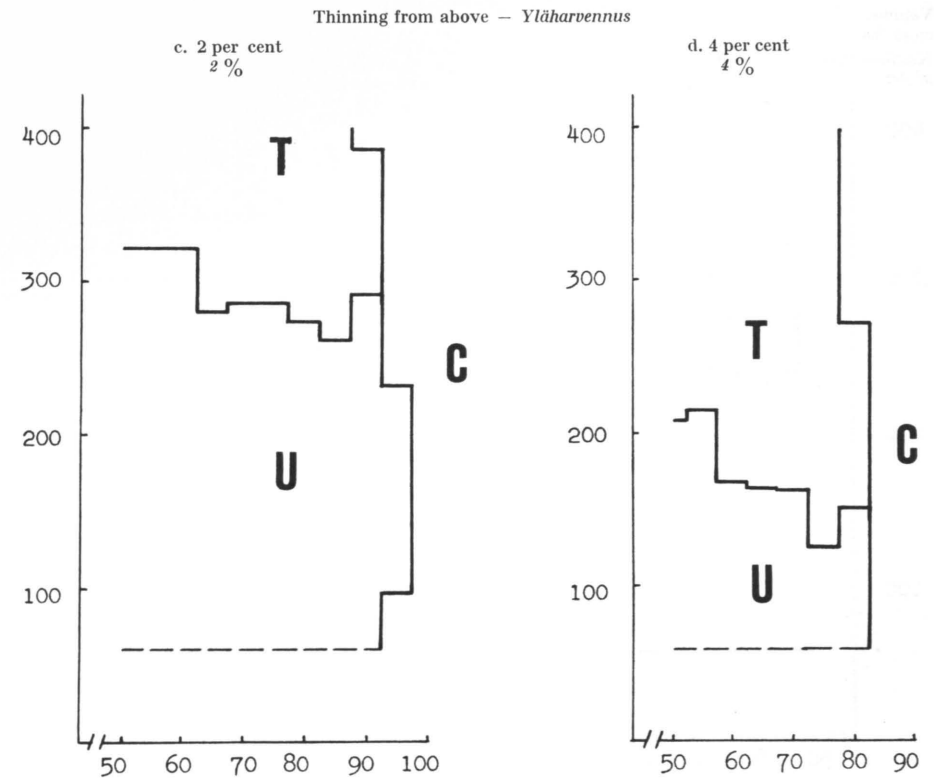 Thinning from above — Yläharvennus
c. 2 per cent
2 %
d. 4 per cent
4 %
400
300
200
100
T
U
C
50 60 70 80 90 100
400
300
200
100
T
U
C
50 60 70 80 90